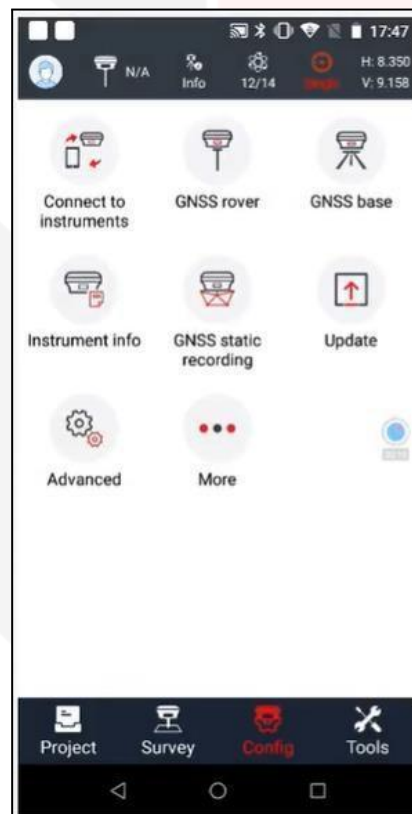 17:47
N/A
Info
12/14
Single
H: 8.350
V: 9.158
Connect to
instruments
GNSS rover
GNSS base
Instrument info
GNSS static
recording
Update
Advanced
More
Project
Survey
Config
Tools